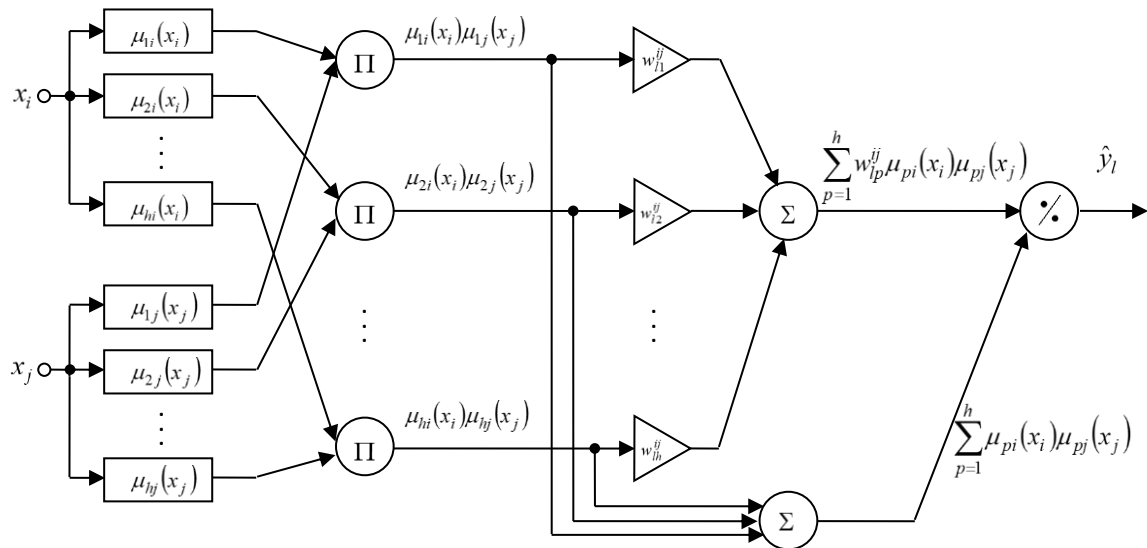 x_i
μ_{1i}(x_i)
μ_{2i}(x_i)
⋮
μ_{hi}(x_i)
x_j
μ_{1j}(x_j)
μ_{2j}(x_j)
⋮
μ_{hj}(x_j)
Π
Π
⋮
Π
μ_{1i}(x_i)μ_{1j}(x_j)
μ_{2i}(x_i)μ_{2j}(x_j)
μ_{hi}(x_i)μ_{hj}(x_j)
w_{l1}^{ij}
w_{l2}^{ij}
⋮
w_{lh}^{ij}
Σ
Σ
\sum_{p=1}^{h} w_{lp}^{ij} μ_{pi}(x_i)μ_{pj}(x_j)
\sum_{p=1}^{h} μ_{pi}(x_i)μ_{pj}(x_j)
⁒
ŷ_l